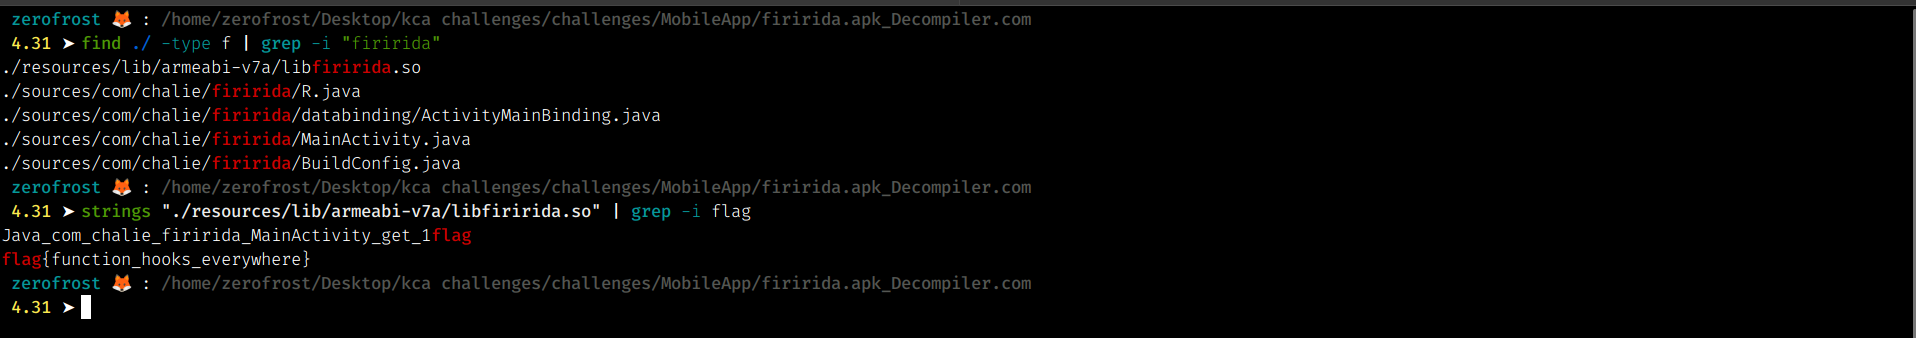 zerofrost 🦊 : /home/zerofrost/Desktop/kca challenges/challenges/MobileApp/firirida.apk_Decompiler.com
4.31 ➤ find ./ -type f | grep -i "firirida"
./resources/lib/armeabi-v7a/libfiririda.so
./sources/com/chalie/firirida/R.java
./sources/com/chalie/firirida/databinding/ActivityMainBinding.java
./sources/com/chalie/firirida/MainActivity.java
./sources/com/chalie/firirida/BuildConfig.java
zerofrost 🦊 : /home/zerofrost/Desktop/kca challenges/challenges/MobileApp/firirida.apk_Decompiler.com
4.31 ➤ strings "./resources/lib/armeabi-v7a/libfiririda.so" | grep -i flag
Java_com_chalie_firirida_MainActivity_get_1flag
flag{function_hooks_everywhere}
zerofrost 🦊 : /home/zerofrost/Desktop/kca challenges/challenges/MobileApp/firirida.apk_Decompiler.com
4.31 ➤